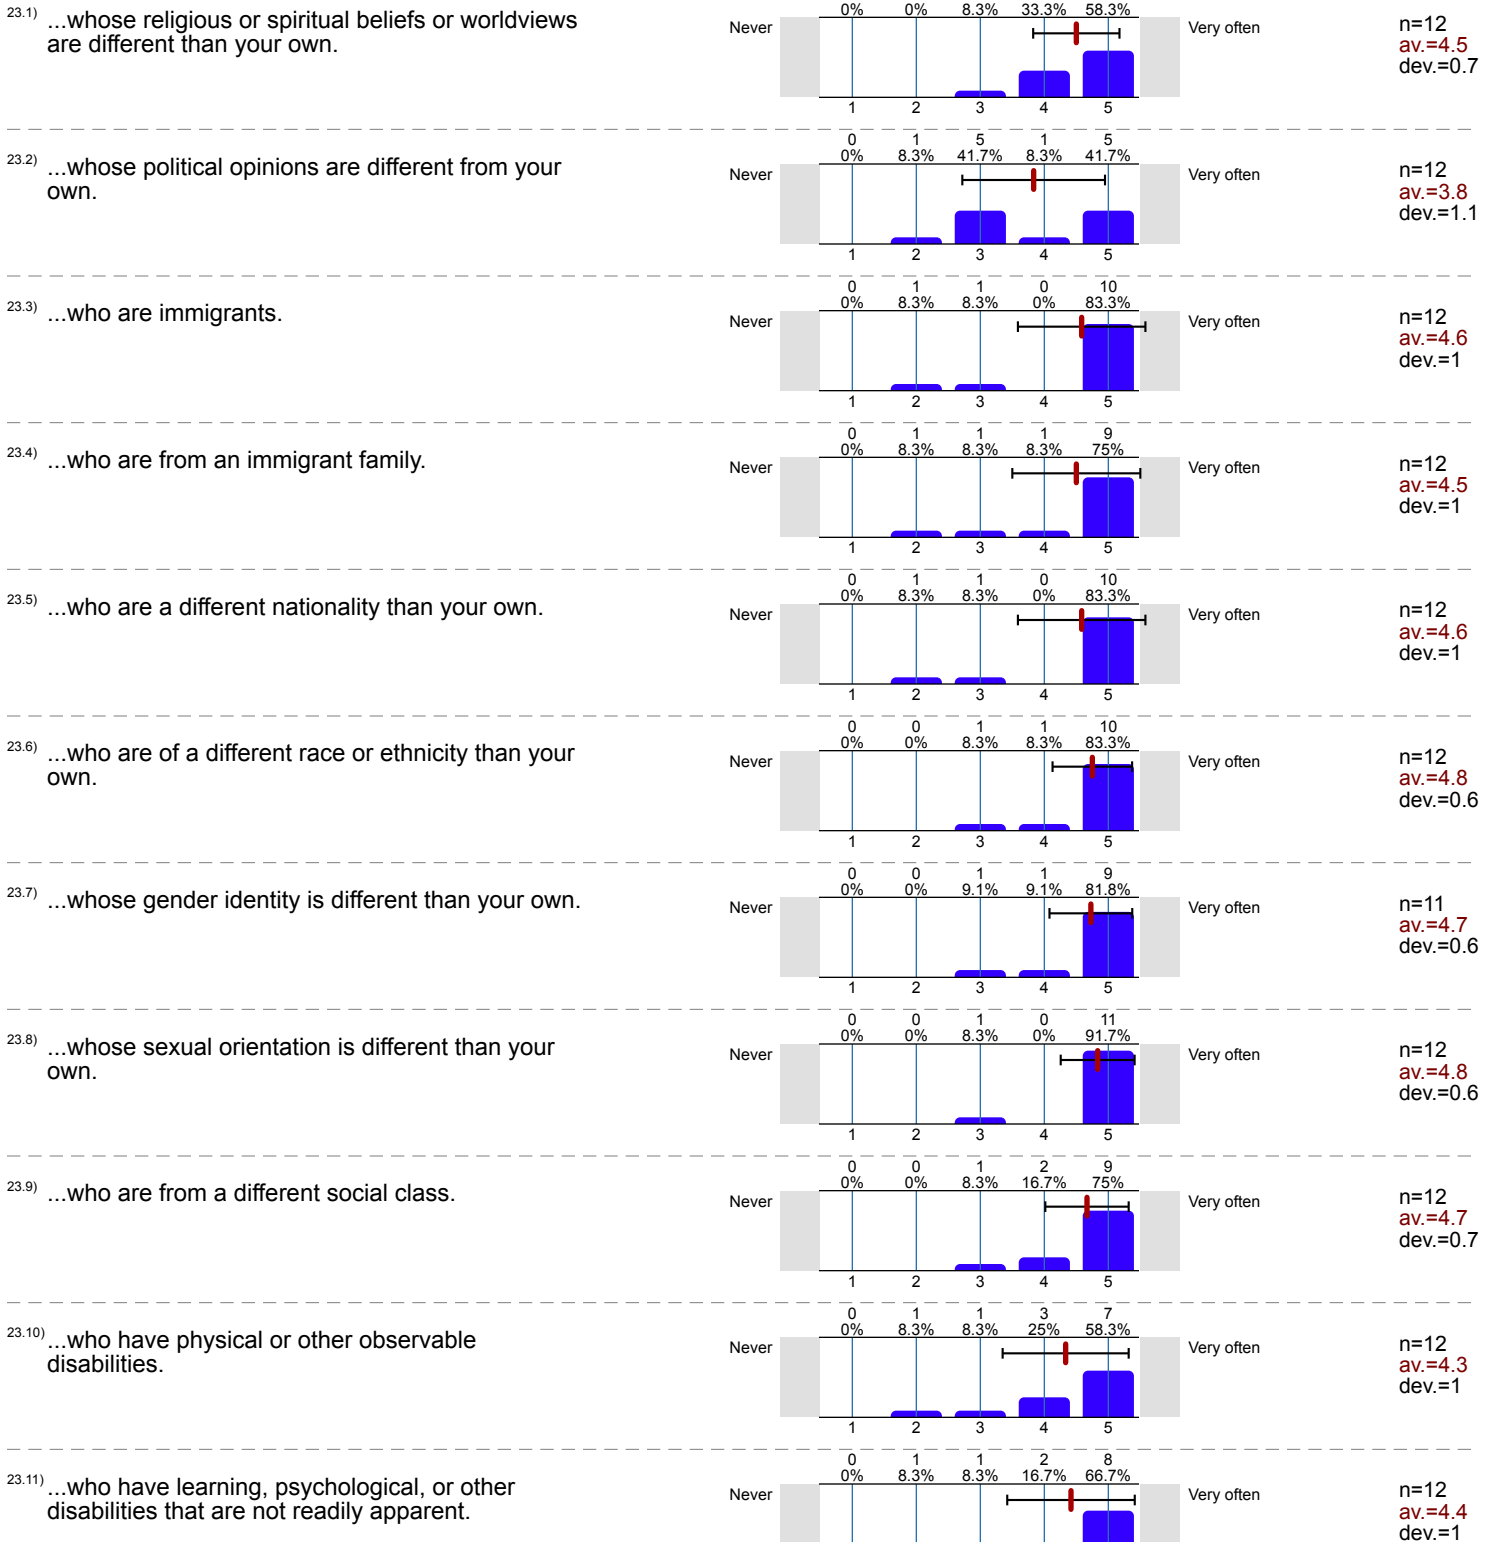 0% 0% 8.3% 33.3% 58.3%
23.1) ...whose religious or spiritual beliefs or worldviews
are different than your own.
Never Very often
n=12
av.=4.5
dev.=0.7
1 2 3 4 5
0 1 5 1 5
0% 8.3% 41.7% 8.3% 41.7%
23.2) ...whose political opinions are different from your
own.
Never Very often
n=12
av.=3.8
dev.=1.1
1 2 3 4 5
0 1 1 0 10
0% 8.3% 8.3% 0% 83.3%
23.3) ...who are immigrants.
Never Very often
n=12
av.=4.6
dev.=1
1 2 3 4 5
0 1 1 1 9
0% 8.3% 8.3% 8.3% 75%
23.4) ...who are from an immigrant family.
Never Very often
n=12
av.=4.5
dev.=1
1 2 3 4 5
0 1 1 0 10
0% 8.3% 8.3% 0% 83.3%
23.5) ...who are a different nationality than your own.
Never Very often
n=12
av.=4.6
dev.=1
1 2 3 4 5
0 0 1 1 10
0% 0% 8.3% 8.3% 83.3%
23.6) ...who are of a different race or ethnicity than your
own.
Never Very often
n=12
av.=4.8
dev.=0.6
1 2 3 4 5
0 0 1 1 9
0% 0% 9.1% 9.1% 81.8%
23.7) ...whose gender identity is different than your own.
Never Very often
n=11
av.=4.7
dev.=0.6
1 2 3 4 5
0 0 1 0 11
0% 0% 8.3% 0% 91.7%
23.8) ...whose sexual orientation is different than your
own.
Never Very often
n=12
av.=4.8
dev.=0.6
1 2 3 4 5
0 0 1 2 9
0% 0% 8.3% 16.7% 75%
23.9) ...who are from a different social class.
Never Very often
n=12
av.=4.7
dev.=0.7
1 2 3 4 5
0 1 1 3 7
0% 8.3% 8.3% 25% 58.3%
23.10) ...who have physical or other observable
disabilities.
Never Very often
n=12
av.=4.3
dev.=1
1 2 3 4 5
0 1 1 2 8
0% 8.3% 8.3% 16.7% 66.7%
23.11) ...who have learning, psychological, or other
disabilities that are not readily apparent.
Never Very often
n=12
av.=4.4
dev.=1